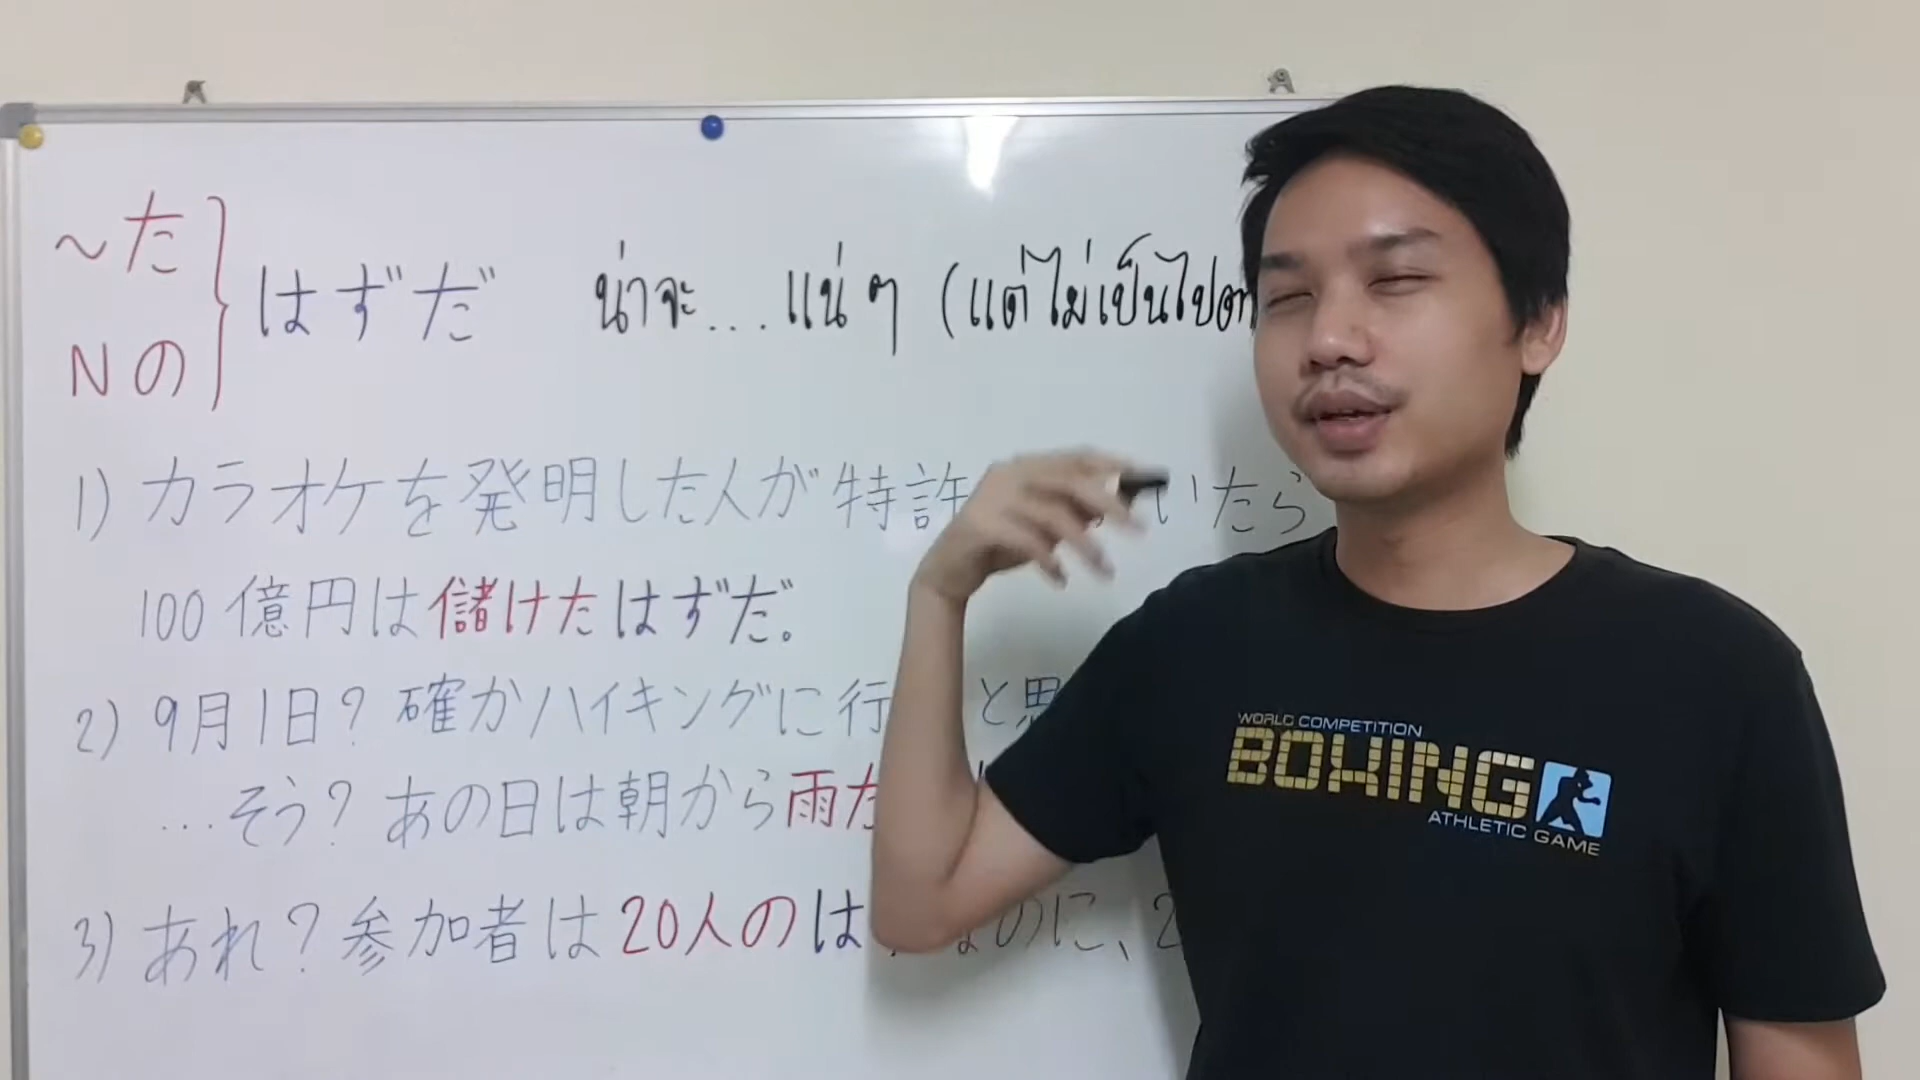 ～た
Nの
はずだ น่าจะ.... แน่ๆ (แต่ไม่เป็นไป
1) カラオケを発明した人が特許 いたら
100億円は儲けたはずだ。
2) 9月1日? 確かハイキングに行 と思
...そう? あの日は朝から雨だ
3) あれ? 参加者は20人のは なのに、2
WORLD COMPETITION
BOXING
ATHLETIC GAME